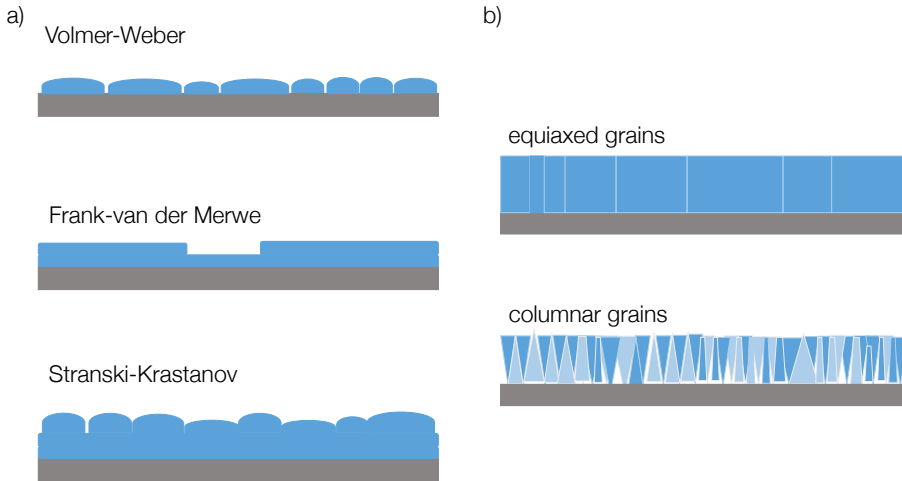 a)
Volmer-Weber
Frank-van der Merwe
Stranski-Krastanov
b)
equiaxed grains
columnar grains